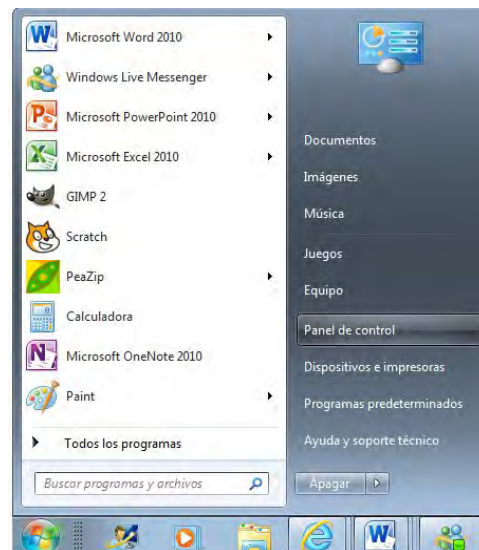 Microsoft Word 2010
Windows Live Messenger
Microsoft PowerPoint 2010
Microsoft Excel 2010
GIMP 2
Scratch
PeaZip
Calculadora
Microsoft OneNote 2010
Paint
Todos los programas
Buscar programas y archivos
Documentos
Imágenes
Música
Juegos
Equipo
Panel de control
Dispositivos e impresoras
Programas predeterminados
Ayuda y soporte técnico
Apagar